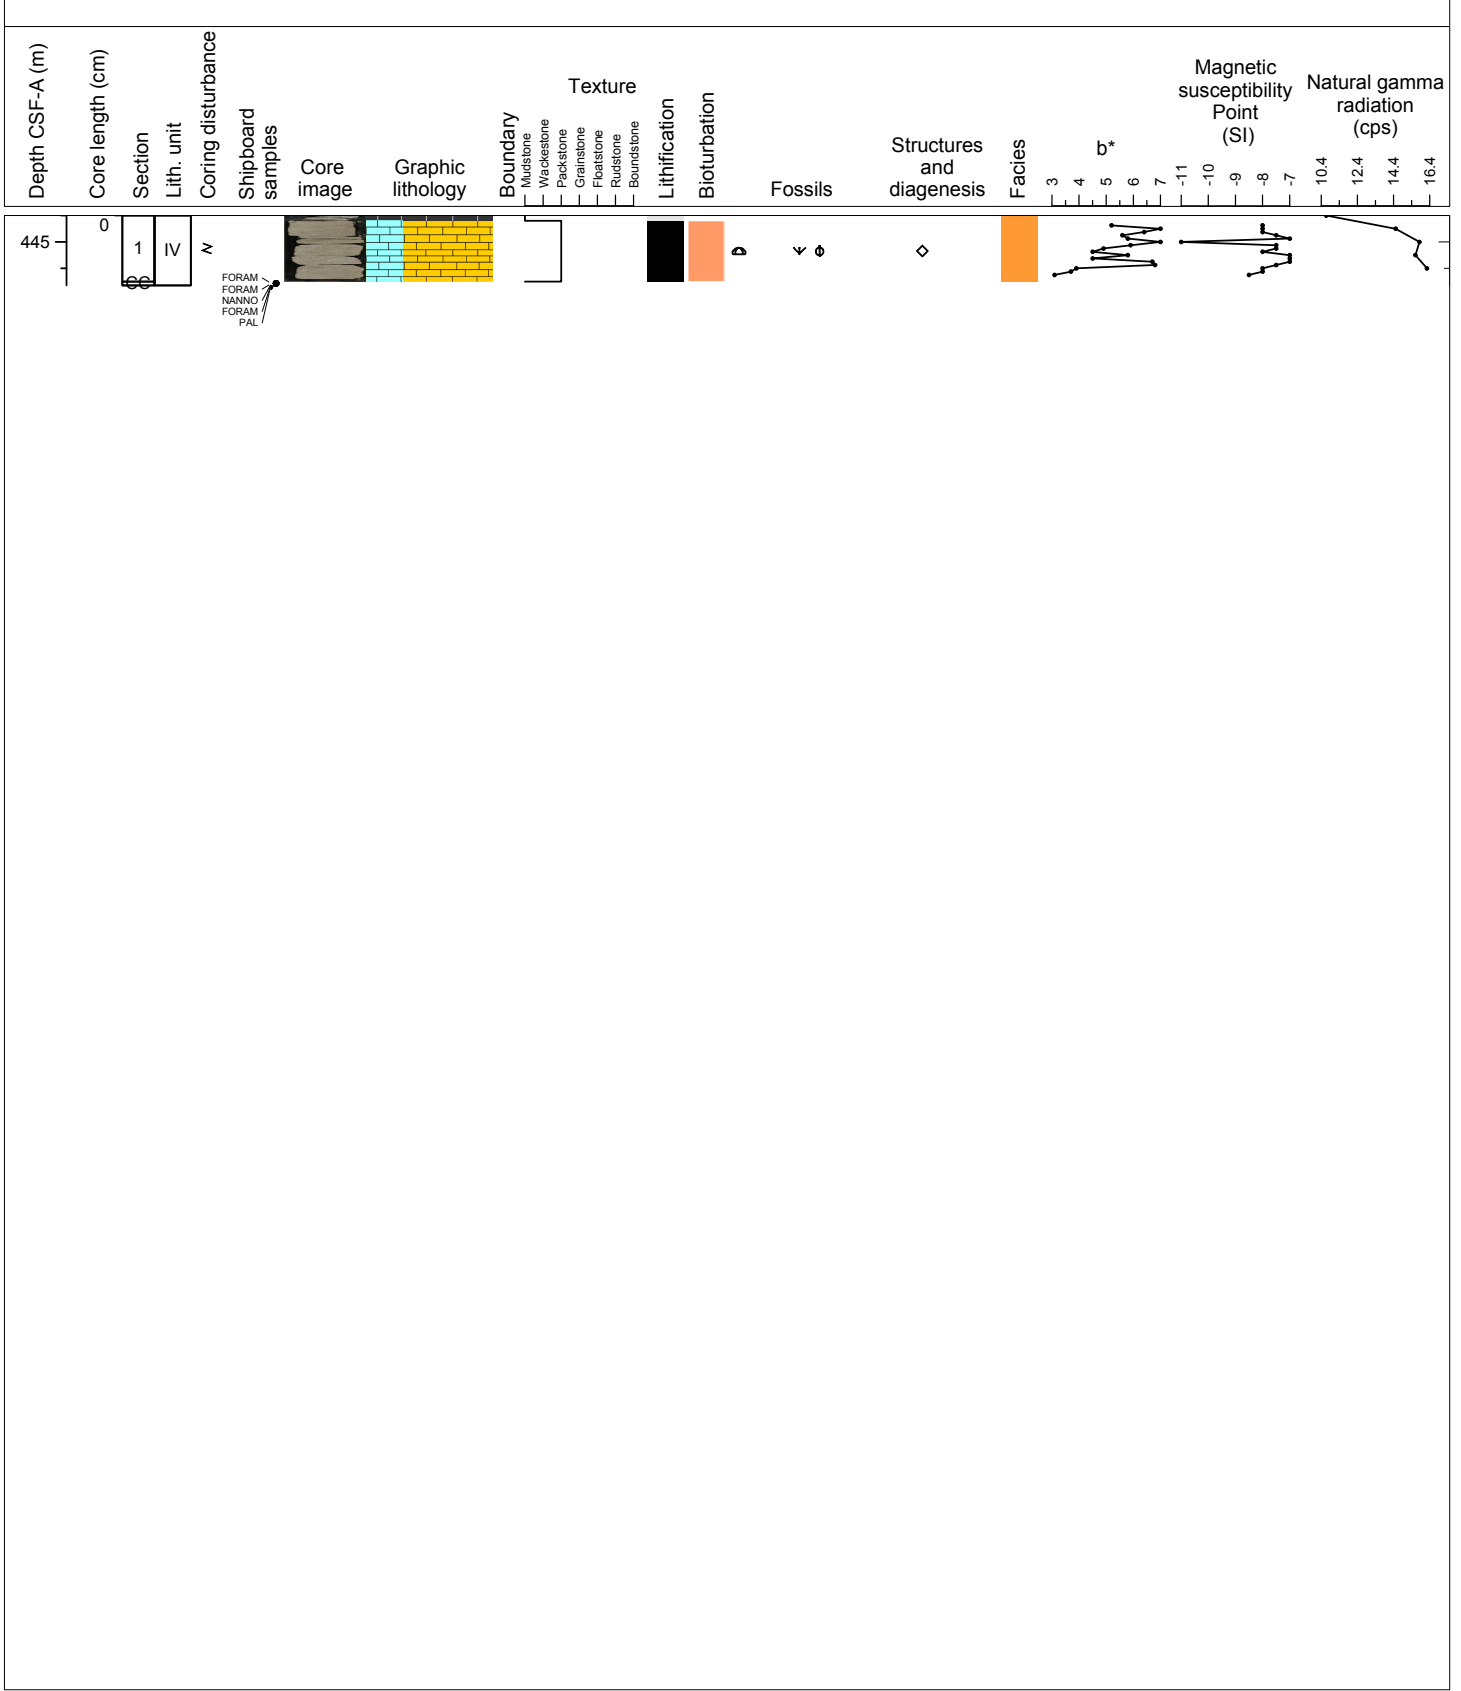 Depth CSF-A (m)
Core length (cm)
Section
Lith. unit
Coring disturbance
Shipboard
samples
Core
image
Graphic
lithology
Boundary
Texture
Mudstone
Wackestone
Packstone
Grainstone
Floatstone
Rudstone
Boundstone
Lithification
Bioturbation
Fossils
Structures
and
diagenesis
Facies
b*
3 4 5 6 7
Magnetic
susceptibility
Point
(SI)
-11 -10 -9 -8 -7
Natural gamma
radiation
(cps)
10.4 12.4 14.4 16.4
0
445
1
IV
CC
FORAM
FORAM
NANNO
FORAM
PAL